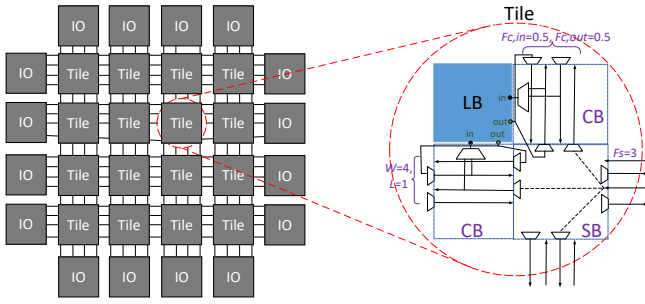 IO IO IO IO
IO Tile Tile Tile Tile IO
IO Tile Tile Tile Tile IO
IO Tile Tile Tile Tile IO
IO Tile Tile Tile Tile IO
IO IO IO IO
Tile
Fc,in=0.5, Fc,out=0.5
LB
in
out
in
out
CB
Fs=3
W=4,
L=1
CB
SB